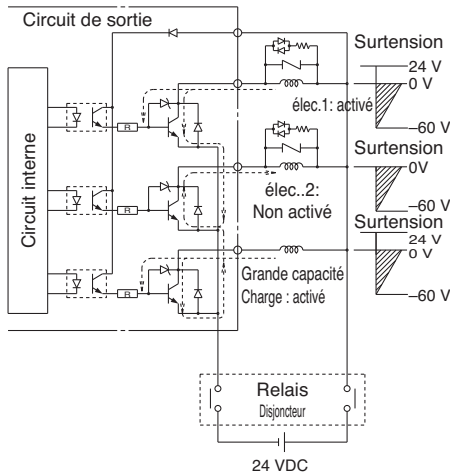 Circuit de sortie
Surtension
24 V
0 V
–60 V
élec.1: activé
R
Circuit interne
Surtension
0V
–60 V
élec..2:
Non activé
R
Surtension
24 V
0 V
–60 V
Grande capacité
Charge : activé
R
Relais
Disjoncteur
24 VDC